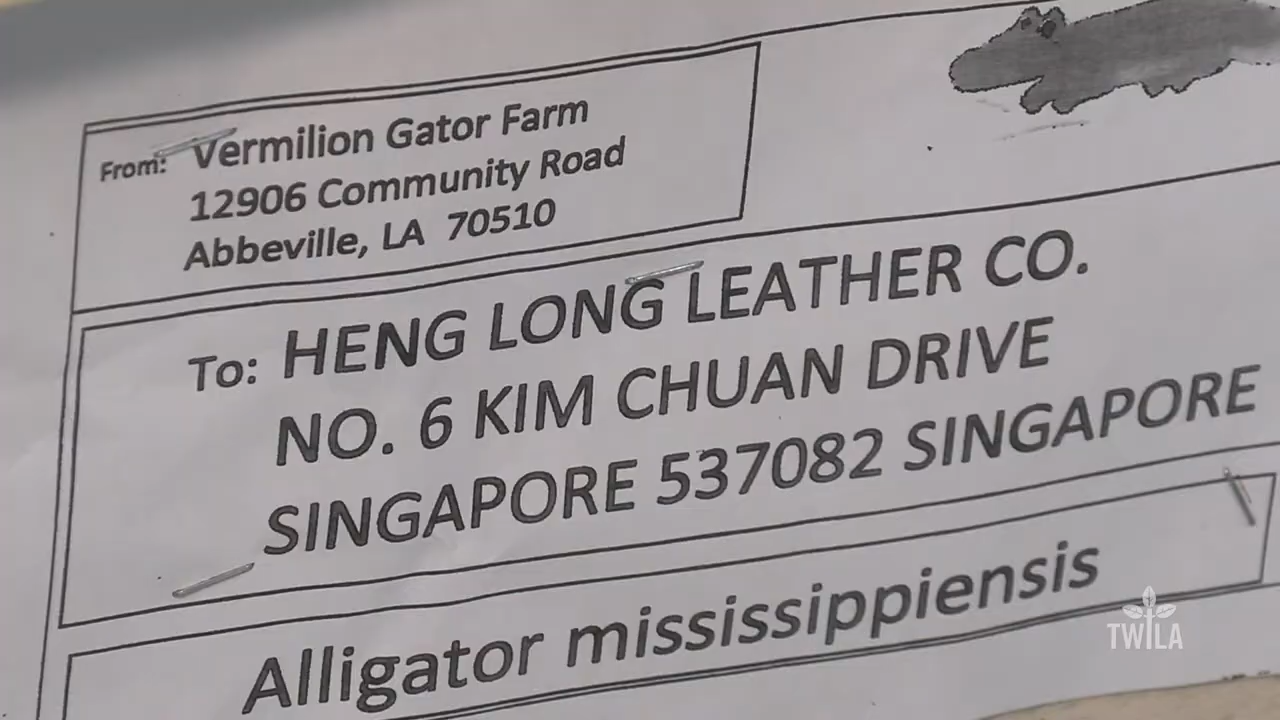 From: Vermilion Gator Farm
12906 Community Road
Abbeville, LA 70510
To: HENG LONG LEATHER CO.
NO. 6 KIM CHUAN DRIVE
SINGAPORE 537082 SINGAPORE
Alligator mississippiensis
TWILA